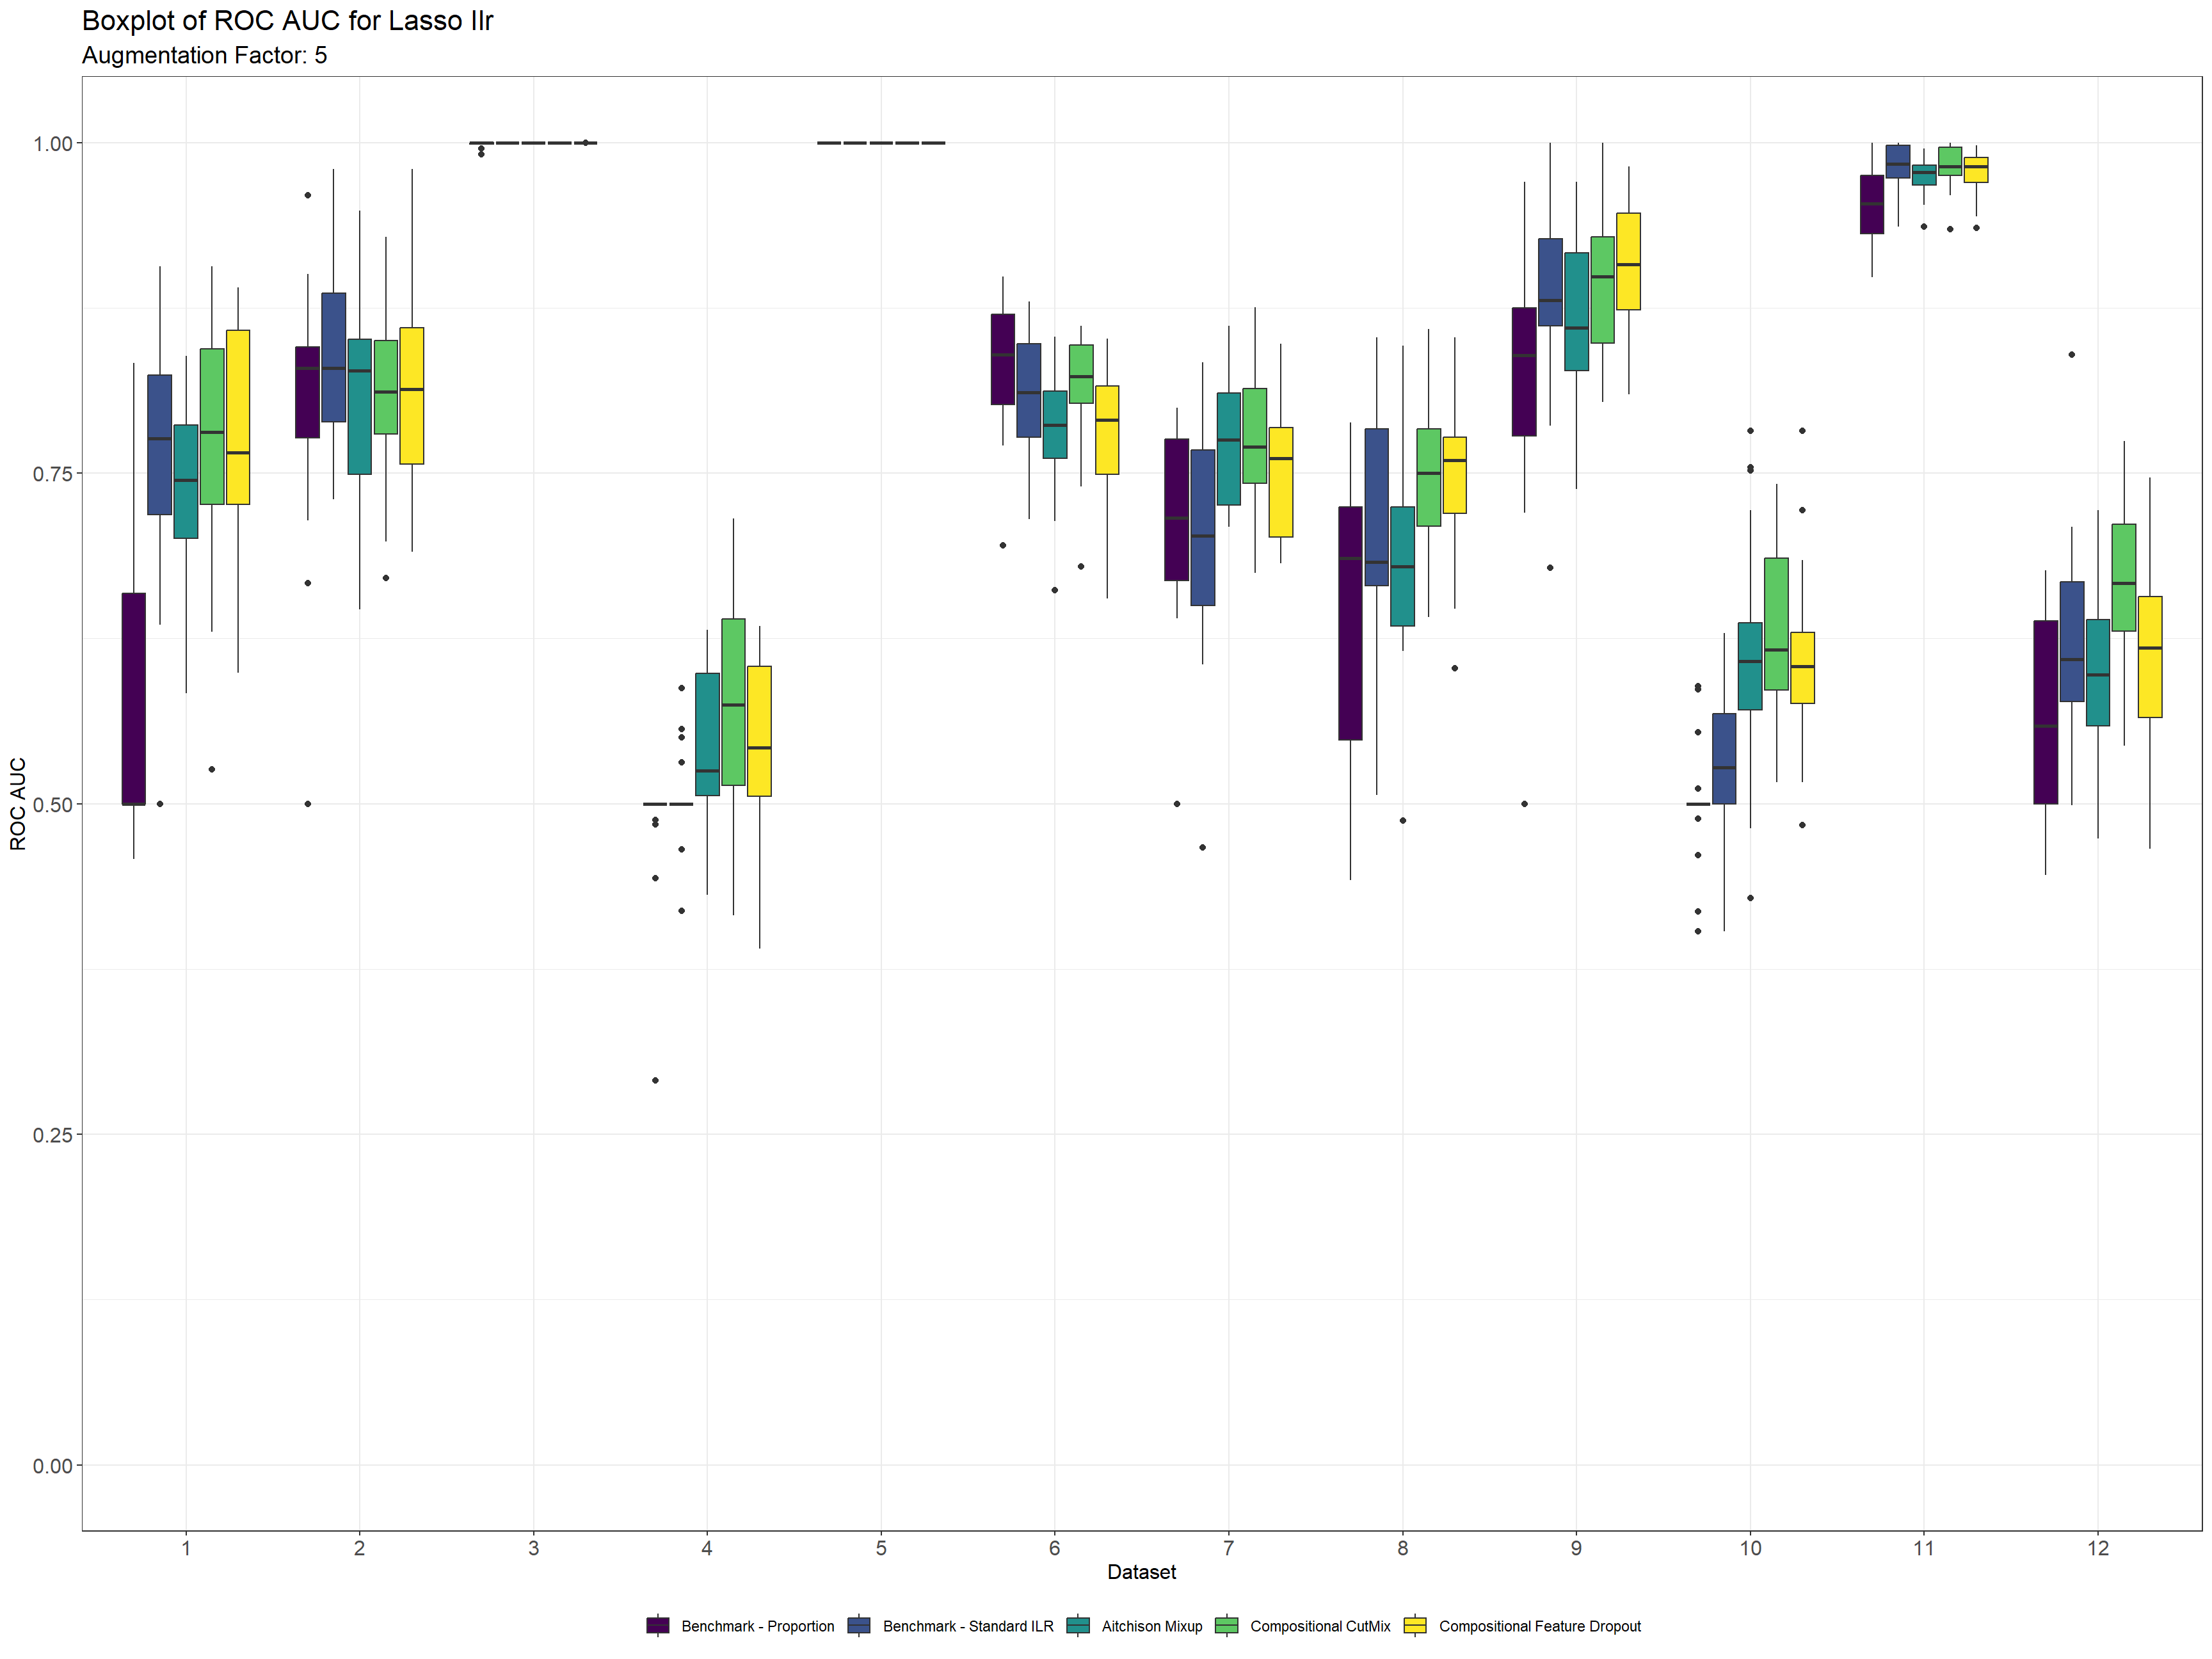 Boxplot of ROC AUC for Lasso Ilr
Augmentation Factor: 5
ROC AUC
1.00
0.75
0.50
0.25
0.00
1 2 3 4 5 6 7 8 9 10 11 12
Dataset
Benchmark - Proportion Benchmark - Standard ILR Aitchison Mixup Compositional CutMix Compositional Feature Dropout